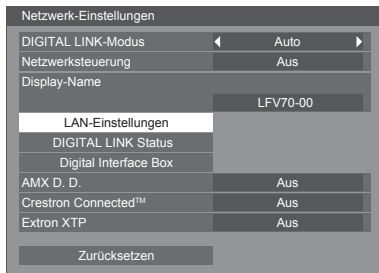 Netzwerk-Einstellungen
DIGITAL LINK-Modus Auto
Netzwerksteuerung Aus
Display-Name
LFV70-00
LAN-Einstellungen
DIGITAL LINK Status
Digital Interface Box
AMX D. D. Aus
Crestron Connected™ Aus
Extron XTP Aus
Zurücksetzen